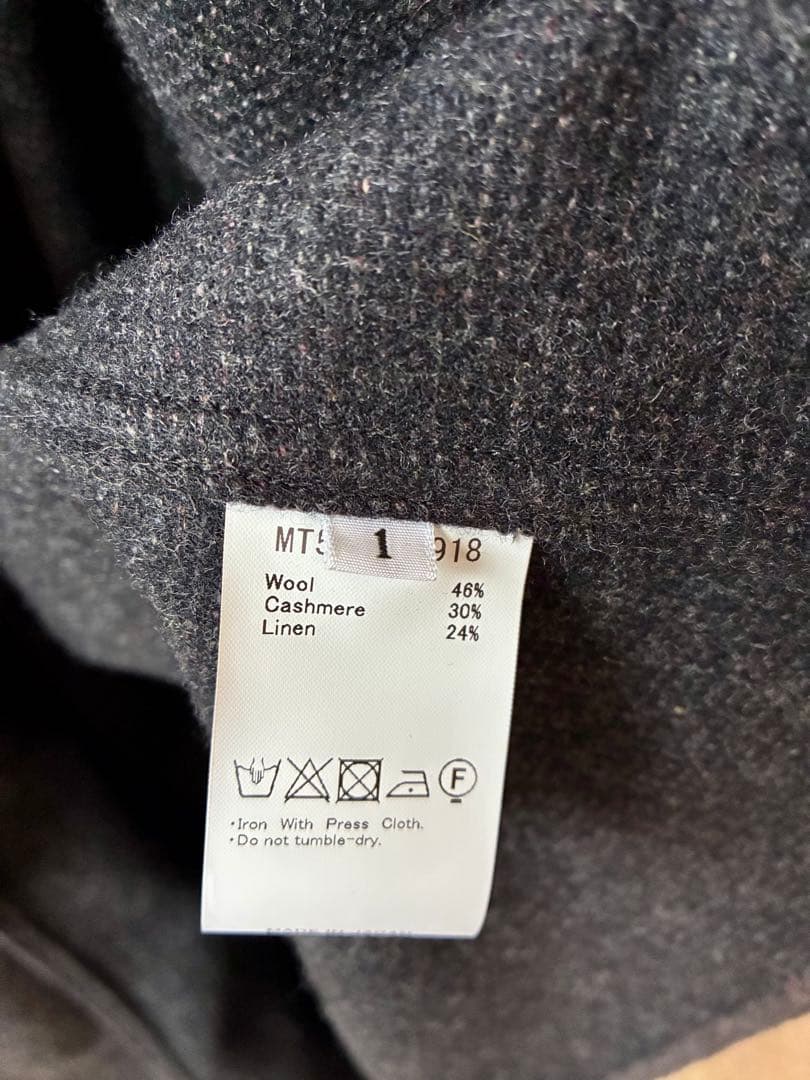 MT5 1 918
Wool 46%
Cashmere 30%
Linen 24%
F
·Iron With Press Cloth.
·Do not tumble-dry.